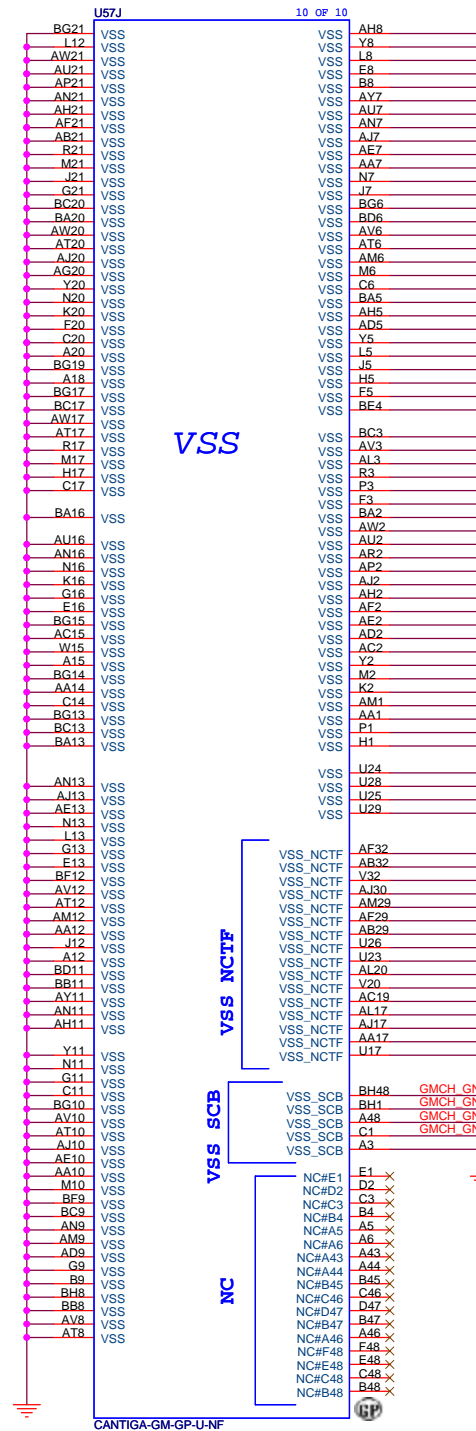 U57J 10 OF 10
BG21 VSS VSS AH8
L12 VSS VSS Y8
AW21 VSS VSS L8
AU21 VSS VSS E8
AP21 VSS VSS B8
AN21 VSS VSS AY7
AH21 VSS VSS AU7
AF21 VSS VSS AN7
AB21 VSS VSS AJ7
R21 VSS VSS AE7
M21 VSS VSS AA7
J21 VSS VSS N7
G21 VSS VSS J7
BC20 VSS VSS BG6
BA20 VSS VSS BD6
AW20 VSS VSS AV6
AT20 VSS VSS AT6
AJ20 VSS VSS AM6
AG20 VSS VSS M6
Y20 VSS VSS C6
N20 VSS VSS BA5
K20 VSS VSS AH5
F20 VSS VSS AD5
C20 VSS VSS Y5
A20 VSS VSS L5
BG19 VSS VSS J5
A18 VSS VSS H5
BG17 VSS VSS F5
BC17 VSS VSS BE4
AW17 VSS
AT17 VSS VSS BC3
R17 VSS VSS AV3
M17 VSS VSS AL3
H17 VSS VSS R3
C17 VSS VSS P3
VSS F3
BA16 VSS VSS BA2
VSS AW2
AU16 VSS VSS AU2
AN16 VSS VSS AR2
N16 VSS VSS AP2
K16 VSS VSS AJ2
G16 VSS VSS AH2
E16 VSS VSS AF2
BG15 VSS VSS AE2
AC15 VSS VSS AD2
W15 VSS VSS AC2
A15 VSS VSS Y2
BG14 VSS VSS M2
AA14 VSS VSS K2
C14 VSS VSS AM1
BG13 VSS VSS AA1
BC13 VSS VSS P1
BA13 VSS VSS H1
VSS U24
AN13 VSS VSS U28
AJ13 VSS VSS U25
AE13 VSS VSS U29
N13 VSS
L13 VSS
G13 VSS VSS_NCTF AF32
E13 VSS VSS_NCTF AB32
BF12 VSS VSS_NCTF V32
AV12 VSS VSS_NCTF AJ30
AT12 VSS VSS_NCTF AM29
AM12 VSS VSS_NCTF AF29
AA12 VSS VSS_NCTF AB29
J12 VSS VSS_NCTF U26
A12 VSS VSS_NCTF U23
BD11 VSS VSS_NCTF AL20
BB11 VSS VSS_NCTF V20
AY11 VSS VSS_NCTF AC19
AN11 VSS VSS_NCTF AL17
AH11 VSS VSS_NCTF AJ17
VSS_NCTF AA17
Y11 VSS VSS_NCTF U17
N11 VSS
G11 VSS
C11 VSS VSS_SCB BH48 GMCH_GN
BG10 VSS VSS_SCB BH1 GMCH_GN
AV10 VSS VSS_SCB A48 GMCH_GN
AT10 VSS VSS_SCB C1 GMCH_GN
AJ10 VSS VSS_SCB A3
AE10 VSS
AA10 VSS NC#E1 E1
M10 VSS NC#D2 D2
BF9 VSS NC#C3 C3
BC9 VSS NC#B4 B4
AN9 VSS NC#A5 A5
AM9 VSS NC#A6 A6
AD9 VSS NC#A43 A43
G9 VSS NC#A44 A44
B9 VSS NC#B45 B45
BH8 VSS NC#C46 C46
BB8 VSS NC#D47 D47
AV8 VSS NC#B47 B47
AT8 VSS NC#A46 A46
NC#F48 F48
NC#E48 E48
NC#C48 C48
NC#B48 B48
VSS
VSS NCTF
VSS SCB
NC
GP
CANTIGA-GM-GP-U-NF